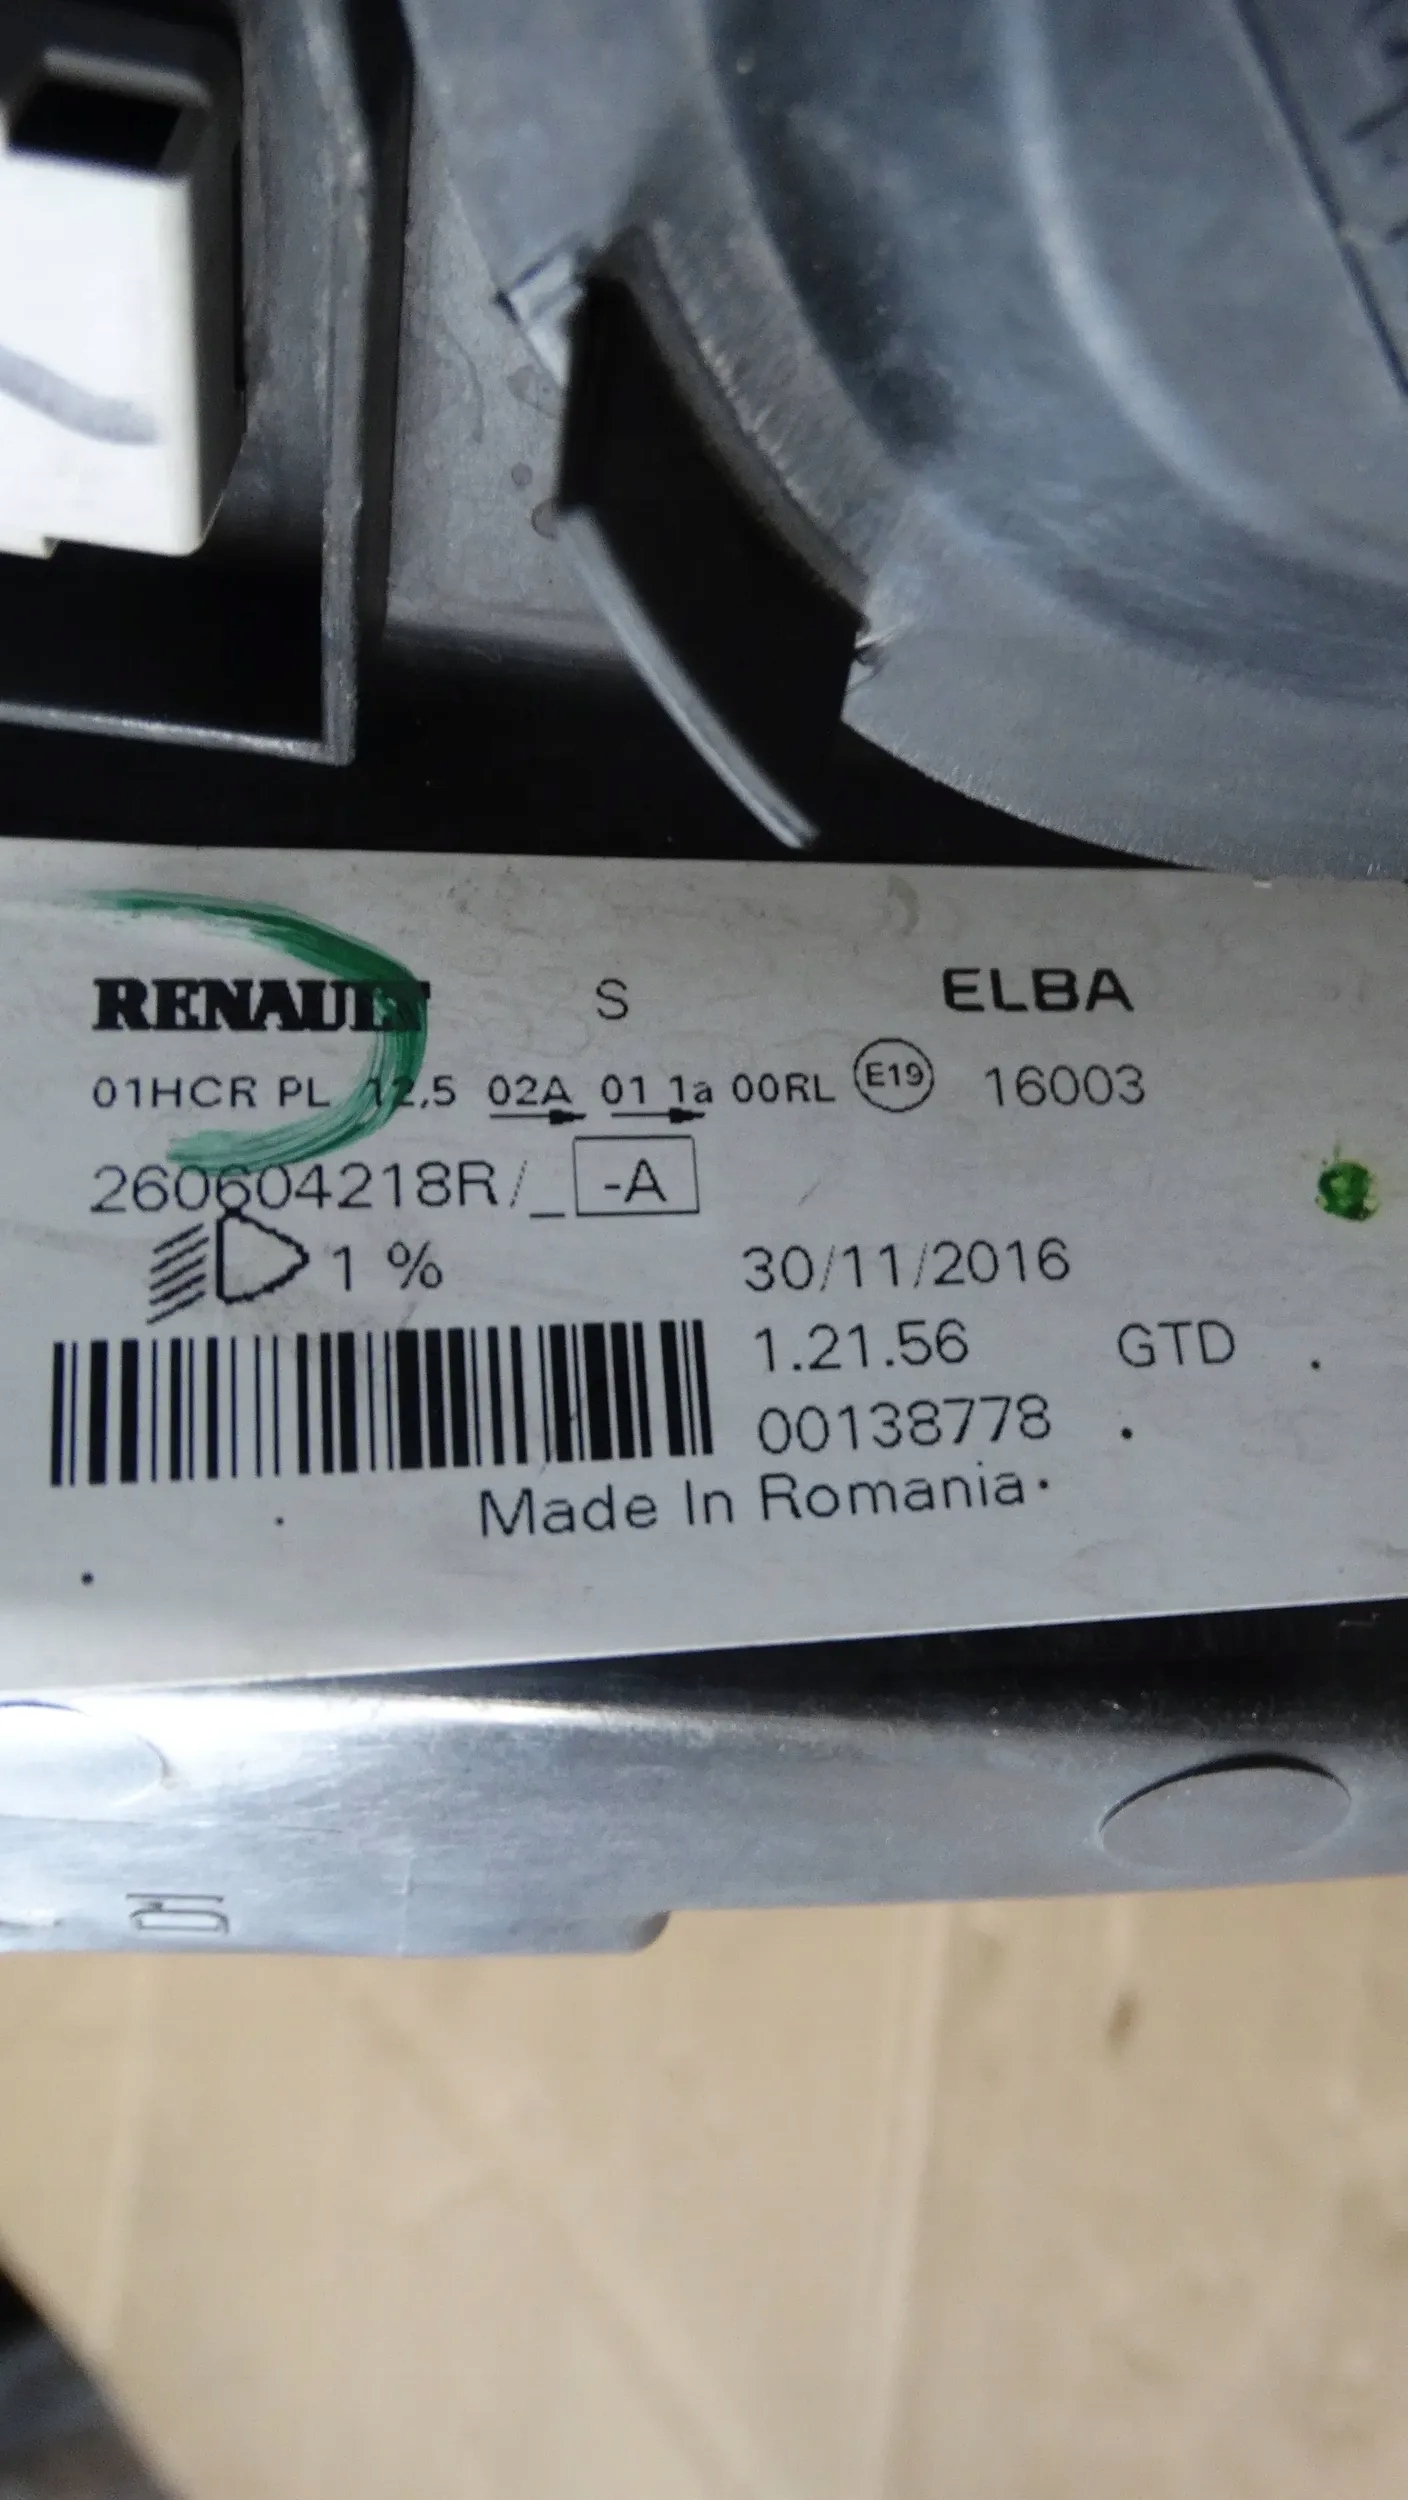 RENAULT S ELBA
01HCR PL 12,5 02A 01 1a 00RL E19 16003
260604218R/_ -A
1 % 30/11/2016
1.21.56 GTD
00138778
Made In Romania